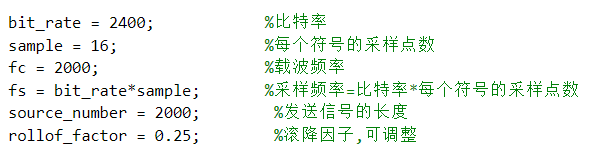 bit_rate = 2400; %比特率
sample = 16; %每个符号的采样点数
fc = 2000; %载波频率
fs = bit_rate*sample; %采样频率=比特率*每个符号的采样点数
source_number = 2000; %发送信号的长度
rollof_factor = 0.25; %滚降因子,可调整